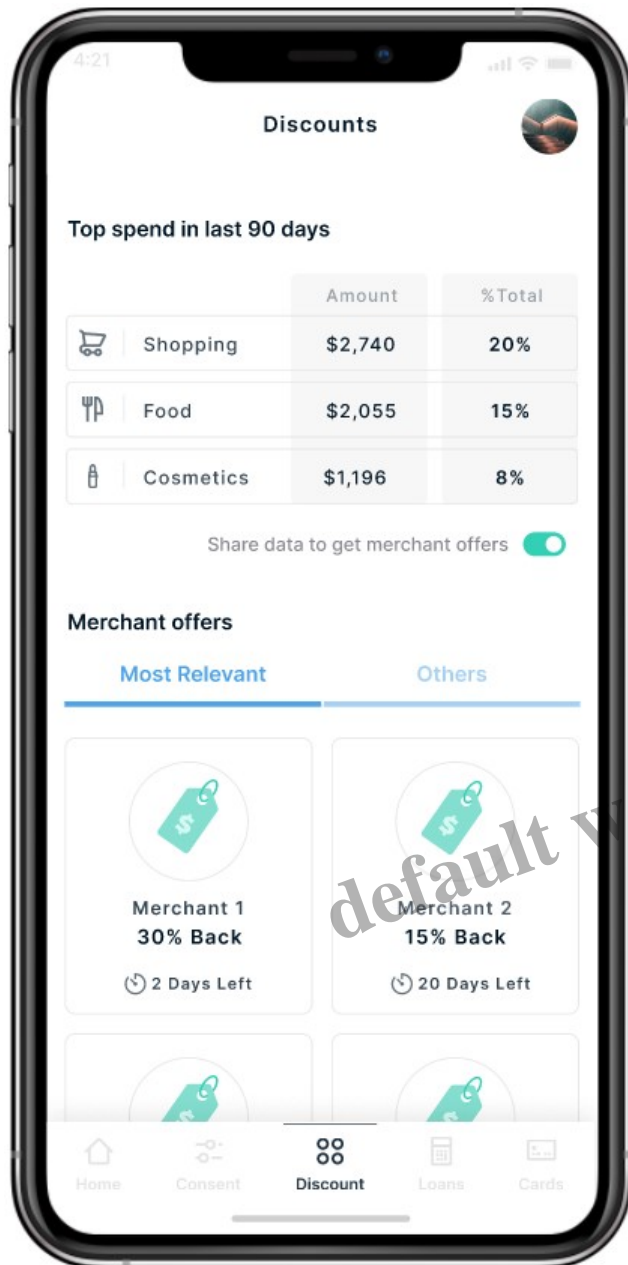 4:21
Discounts
Top spend in last 90 days
Amount %Total
Shopping $2,740 20%
Food $2,055 15%
Cosmetics $1,196 8%
Share data to get merchant offers
Merchant offers
Most Relevant Others
Merchant 1 Merchant 2
30% Back 15% Back
2 Days Left 20 Days Left
default w
Home Consent Discount Loans Cards